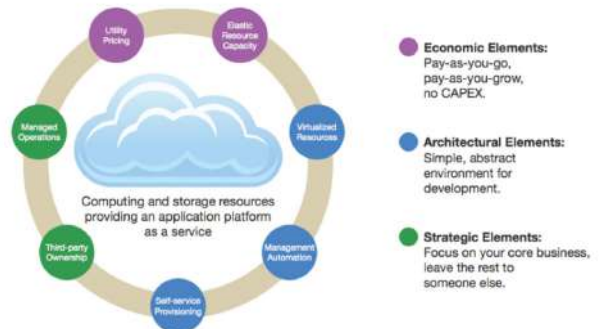 Utility
Pricing
Elastic
Resource
Capacity
Managed
Operations
Virtualized
Resources
Computing and storage resources
providing an application platform
as a service
Third-party
Ownership
Management
Automation
Self-service
Provisioning
Economic Elements:
Pay-as-you-go,
pay-as-you-grow,
no CAPEX.
Architectural Elements:
Simple, abstract
environment for
development.
Strategic Elements:
Focus on your core business,
leave the rest to
someone else.